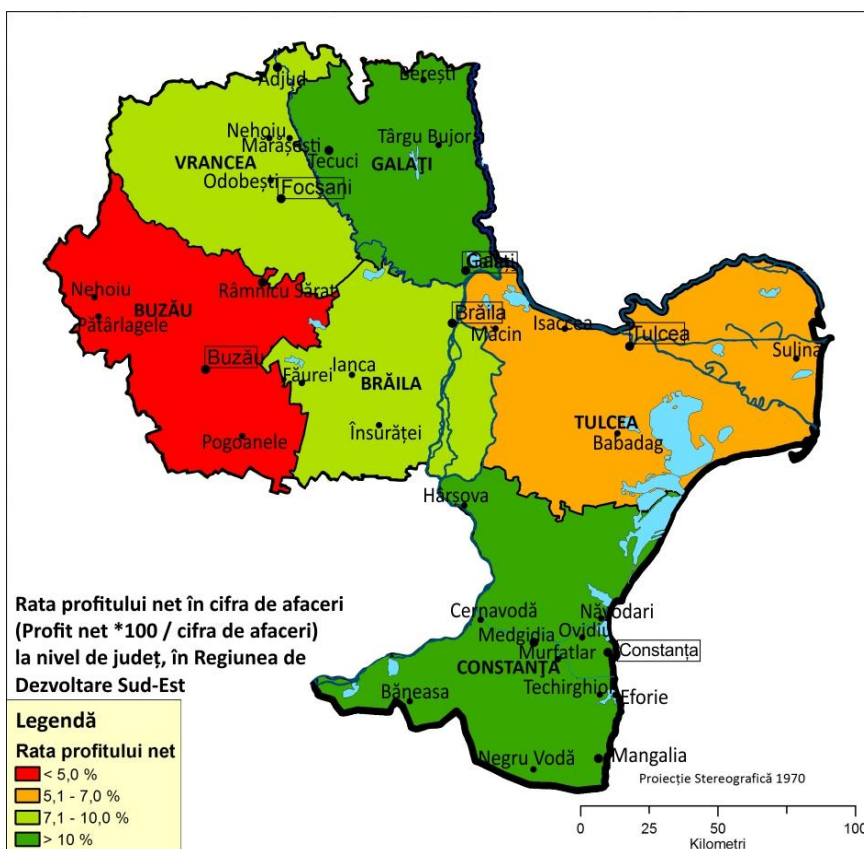 Adjud
Berești
Nehoiu
Mărășești
Târgu Bujor
VRANCEA
Tecuci
GALAȚI
Odobești
Focșani
Galați
Nehoiu
Râmnicu Sărat
BUZĂU
Pătârlagele
Brăila
Măcin
Isaccea
Tulcea
Sulina
Buzău
Ianca
Făurei
BRĂILA
TULCEA
Babadag
Însurăței
Pogoanele
Hârșova
Rata profitului net în cifra de afaceri
(Profit net *100 / cifra de afaceri)
la nivel de județ, în Regiunea de
Dezvoltare Sud-Est
Cernavodă
Năvodari
Medgidia
Ovidiu
Murfatlar
Constanța
CONSTANȚA
Techirghiol
Eforie
Băneasa
Negru Vodă
Mangalia
Legendă
Rata profitului net
< 5,0 %
5,1 - 7,0 %
7,1 - 10,0 %
> 10 %
Proiecție Stereografică 1970
0 25 50 100
Kilometri